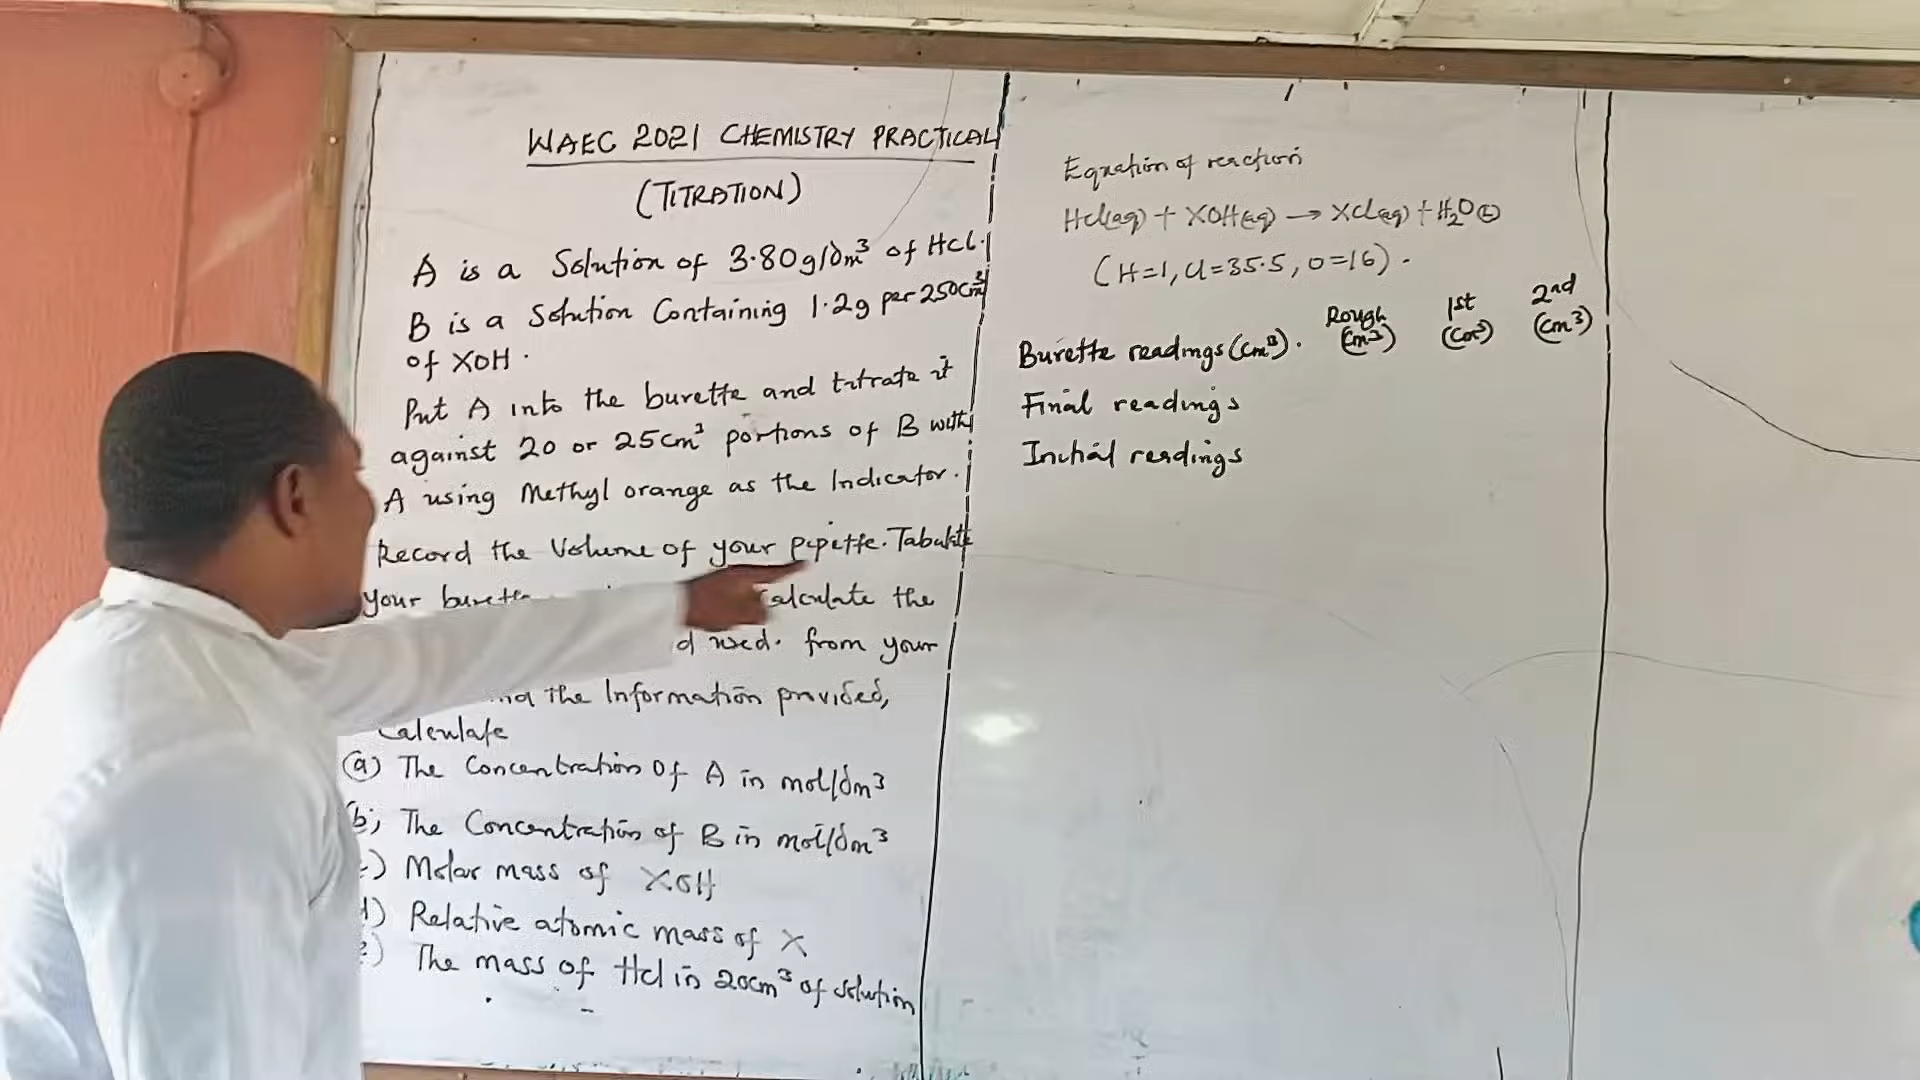 WAEC 2021 CHEMISTRY PRACTICAL
(TITRATION)
A is a Solution of 3.80g/dm³ of HCl.
B is a Solution Containing 1.2g per 250cm³
of XOH.
Put A into the burette and titrate it
against 20 or 25cm³ portions of B with
A using Methyl orange as the Indicator.
Record the Volume of your pipette. Tabulate
your Calculate the
used. from your
the Information provided,
Calculate
(a) The Concentration of A in mol/dm³
(b) The Concentration of B in mol/dm³
) Molar mass of XOH
) Relative atomic mass of X
) The mass of HCl in 20cm³ of solution
Equation of reaction
HCl(aq) + XOH(aq) → XCl(aq) + H₂O(l)
(H=1, Cl=35.5, O=16).
Burette readings (cm³). Rough (cm³) 1st (cm³) 2nd (cm³)
Final readings
Initial readings